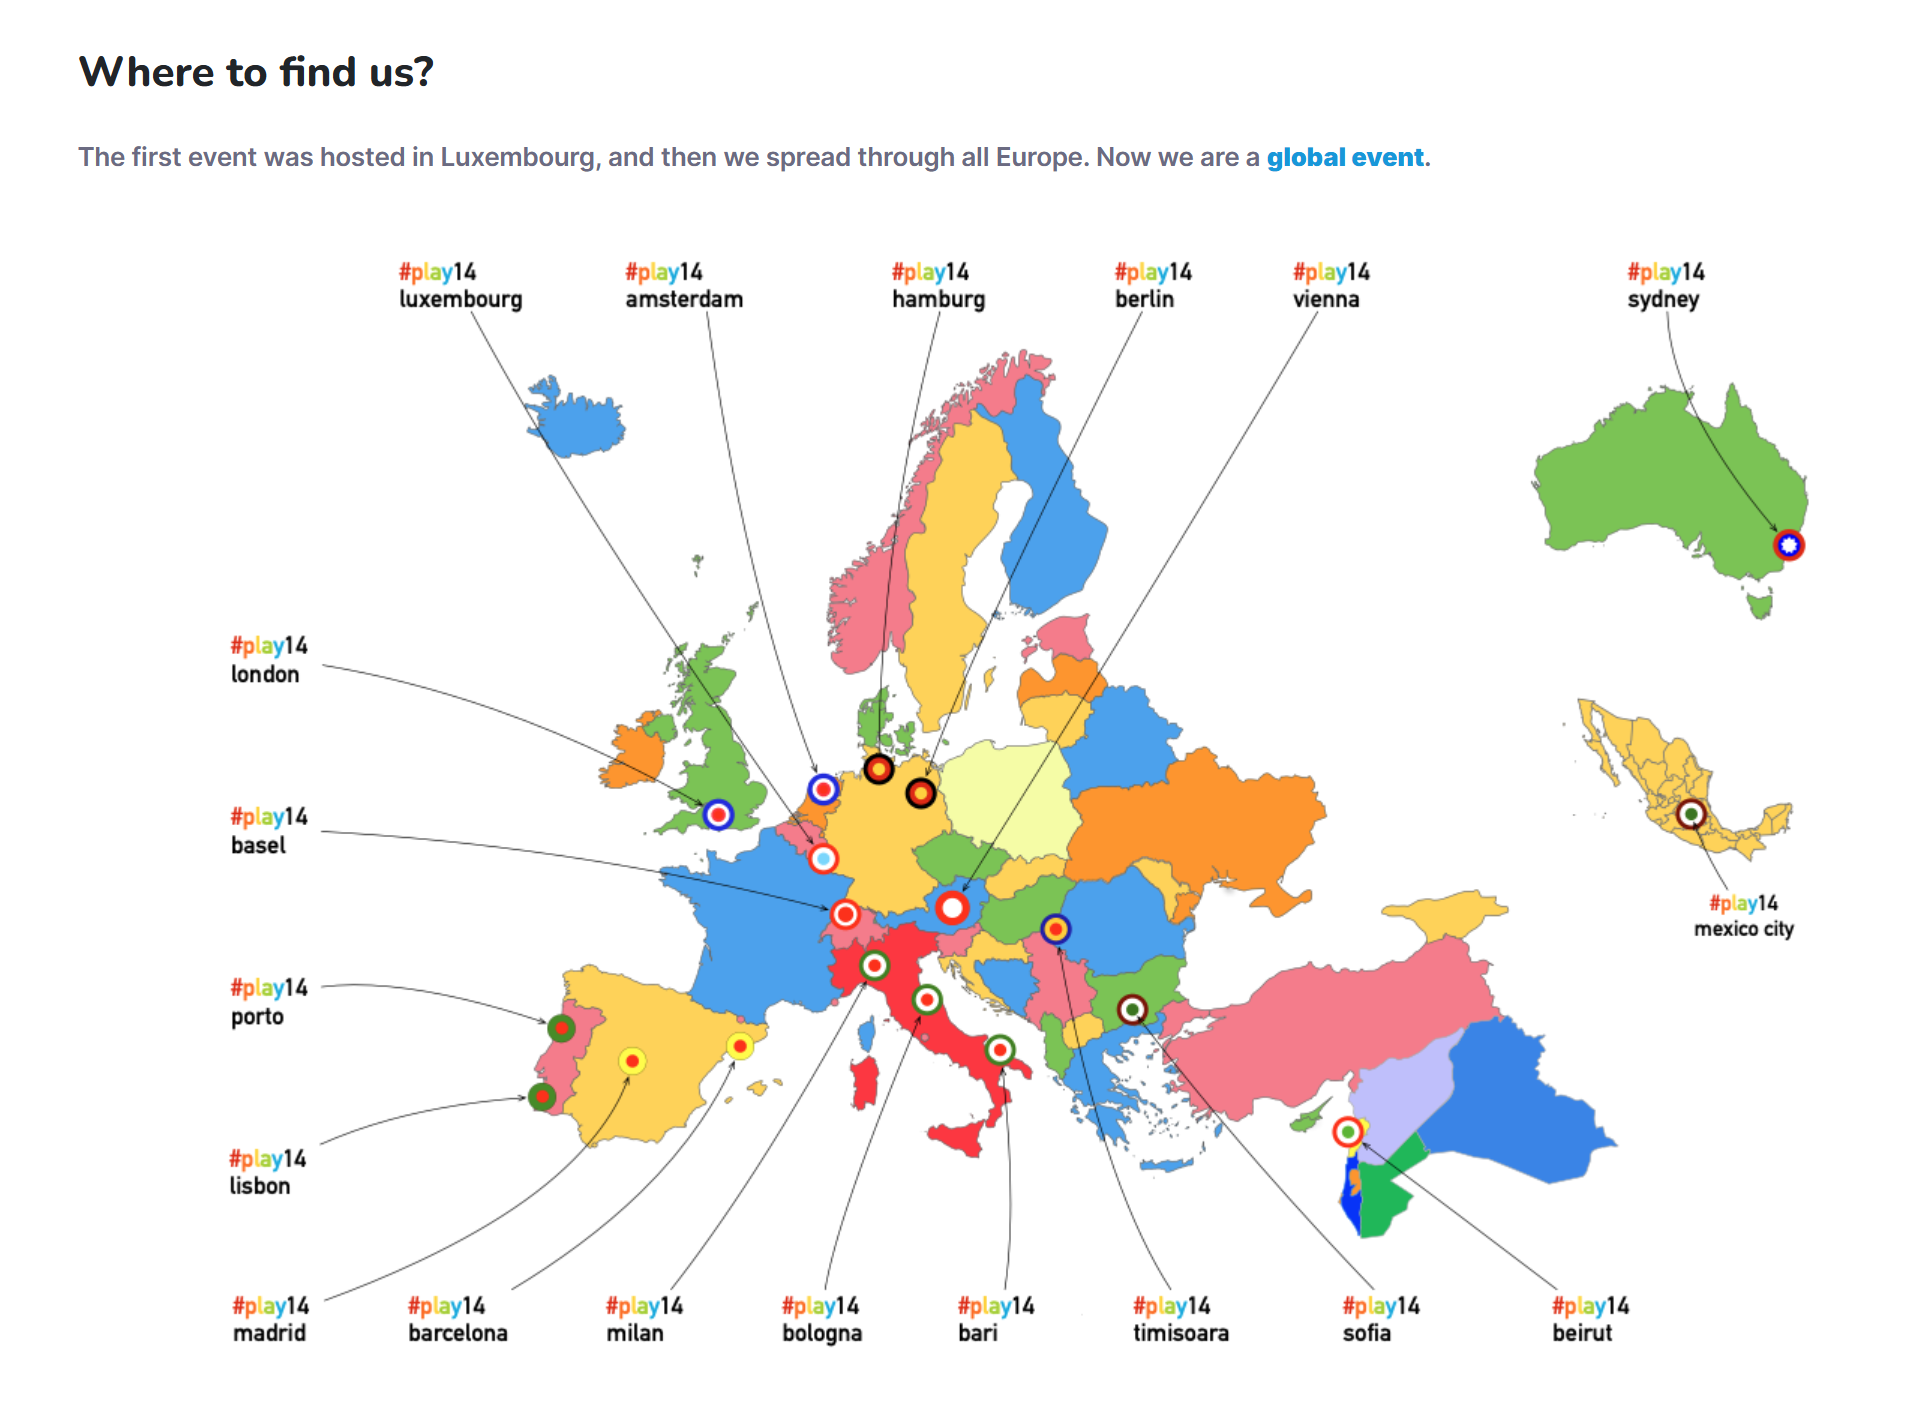 Where to find us?
The first event was hosted in Luxembourg, and then we spread through all Europe. Now we are a global event.
#play14
luxembourg
#play14
amsterdam
#play14
hamburg
#play14
berlin
#play14
vienna
#play14
sydney
#play14
london
#play14
basel
#play14
mexico city
#play14
porto
#play14
lisbon
#play14
madrid
#play14
barcelona
#play14
milan
#play14
bologna
#play14
bari
#play14
timisoara
#play14
sofia
#play14
beirut